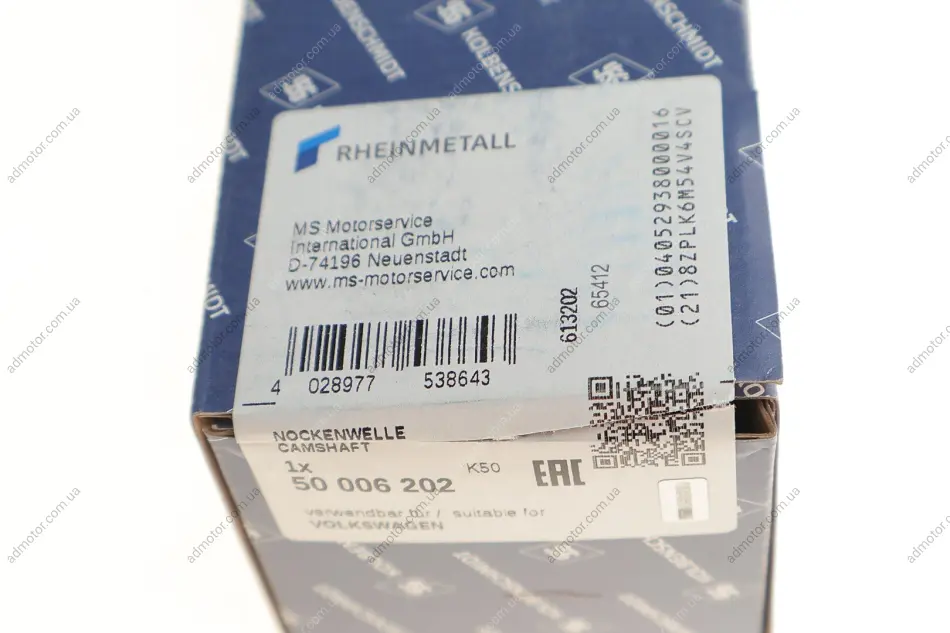 KOLBENSCHMIDT
RHEINMETALL
MS Motorservice
International GmbH
D-74196 Neuenstadt
www.ms-motorservice.com
4 028977 538643
613202
65412
(01)04052938000016
(21)8ZPLK6M54V4SCV
NOCKENWELLE
CAMSHAFT
1x
K50
50 006 202
EAC
verwendbar für / suitable for
VOLKSWAGEN
admotor.com.ua